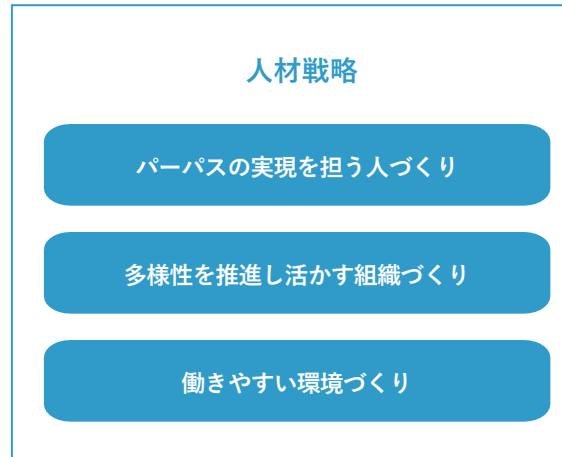 人材戦略
パーパスの実現を担う人づくり
多様性を推進し活かす組織づくり
働きやすい環境づくり